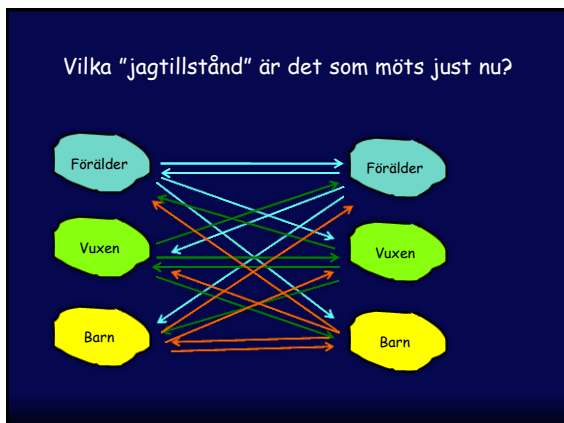 Vilka ”jagtillstånd” är det som möts just nu?
Förälder
Förälder
Vuxen
Vuxen
Barn
Barn